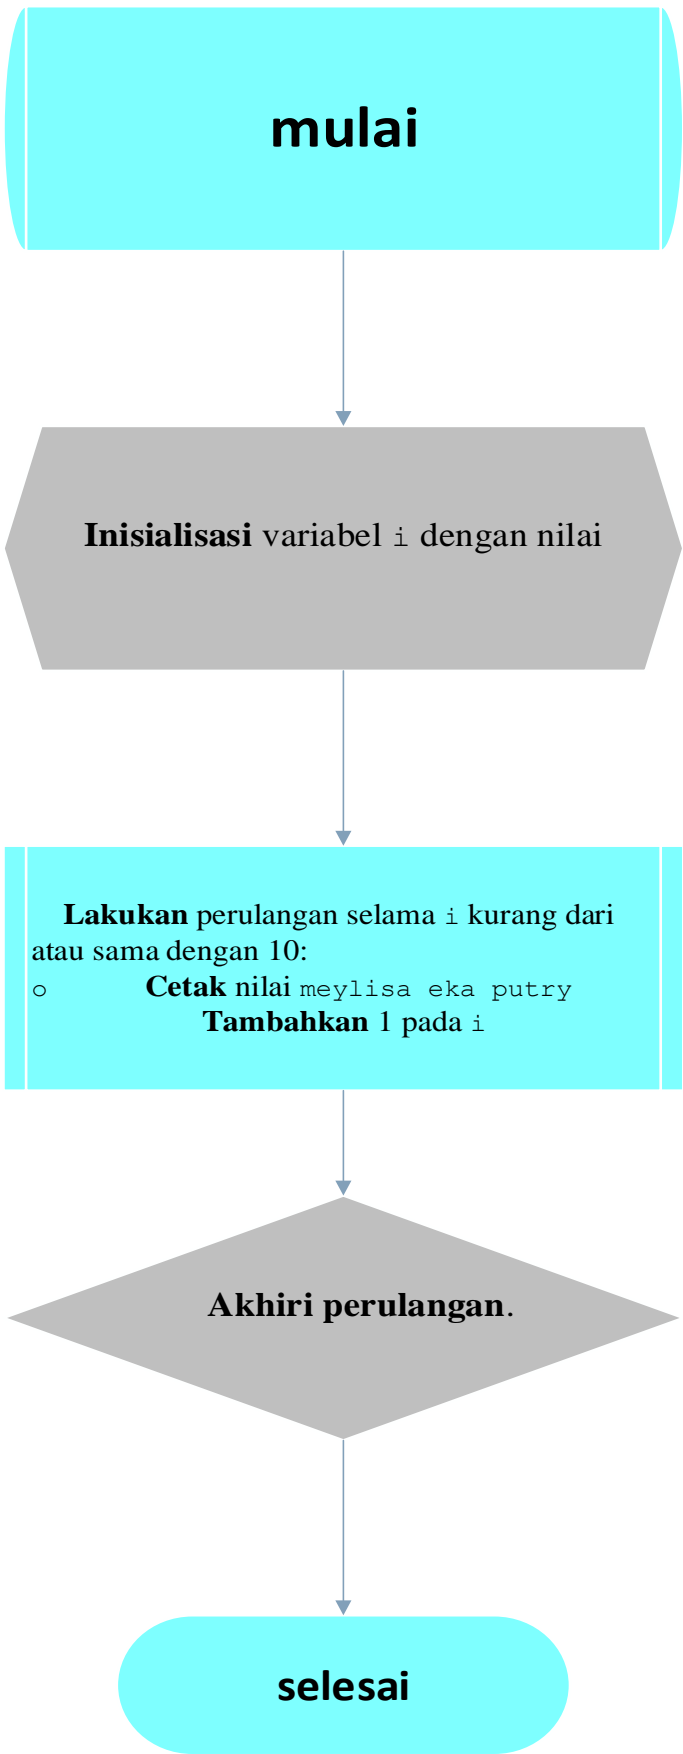 mulai
Inisialisasi variabel i dengan nilai
Lakukan perulangan selama i kurang dari
atau sama dengan 10:
o Cetak nilai meylisa eka putry
Tambahkan 1 pada i
Akhiri perulangan.
selesai